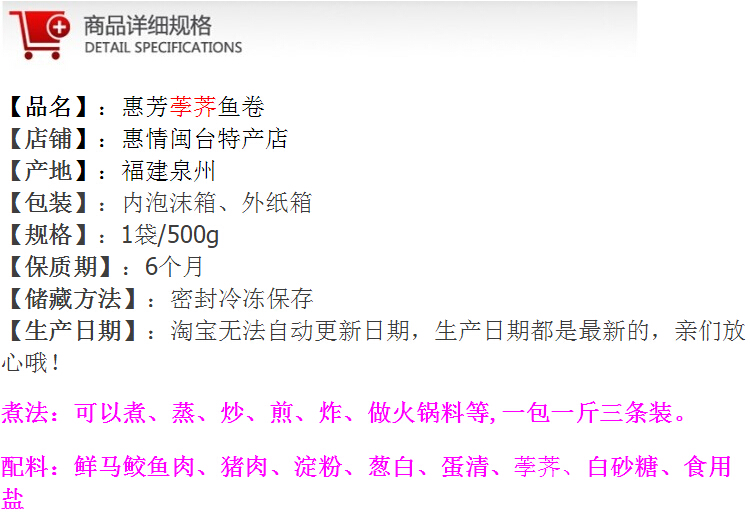 商品详细规格
DETAIL SPECIFICATIONS
【品名】：惠芳荸荠鱼卷
【店铺】：惠情闽台特产店
【产地】：福建泉州
【包装】：内泡沫箱、外纸箱
【规格】：1袋/500g
【保质期】：6个月
【储藏方法】：密封冷冻保存
【生产日期】：淘宝无法自动更新日期，生产日期都是最新的，亲们放
心哦！
煮法：可以煮、蒸、炒、煎、炸、做火锅料等,一包一斤三条装。
配料：鲜马鲛鱼肉、猪肉、淀粉、葱白、蛋清、荸荠、白砂糖、食用
盐